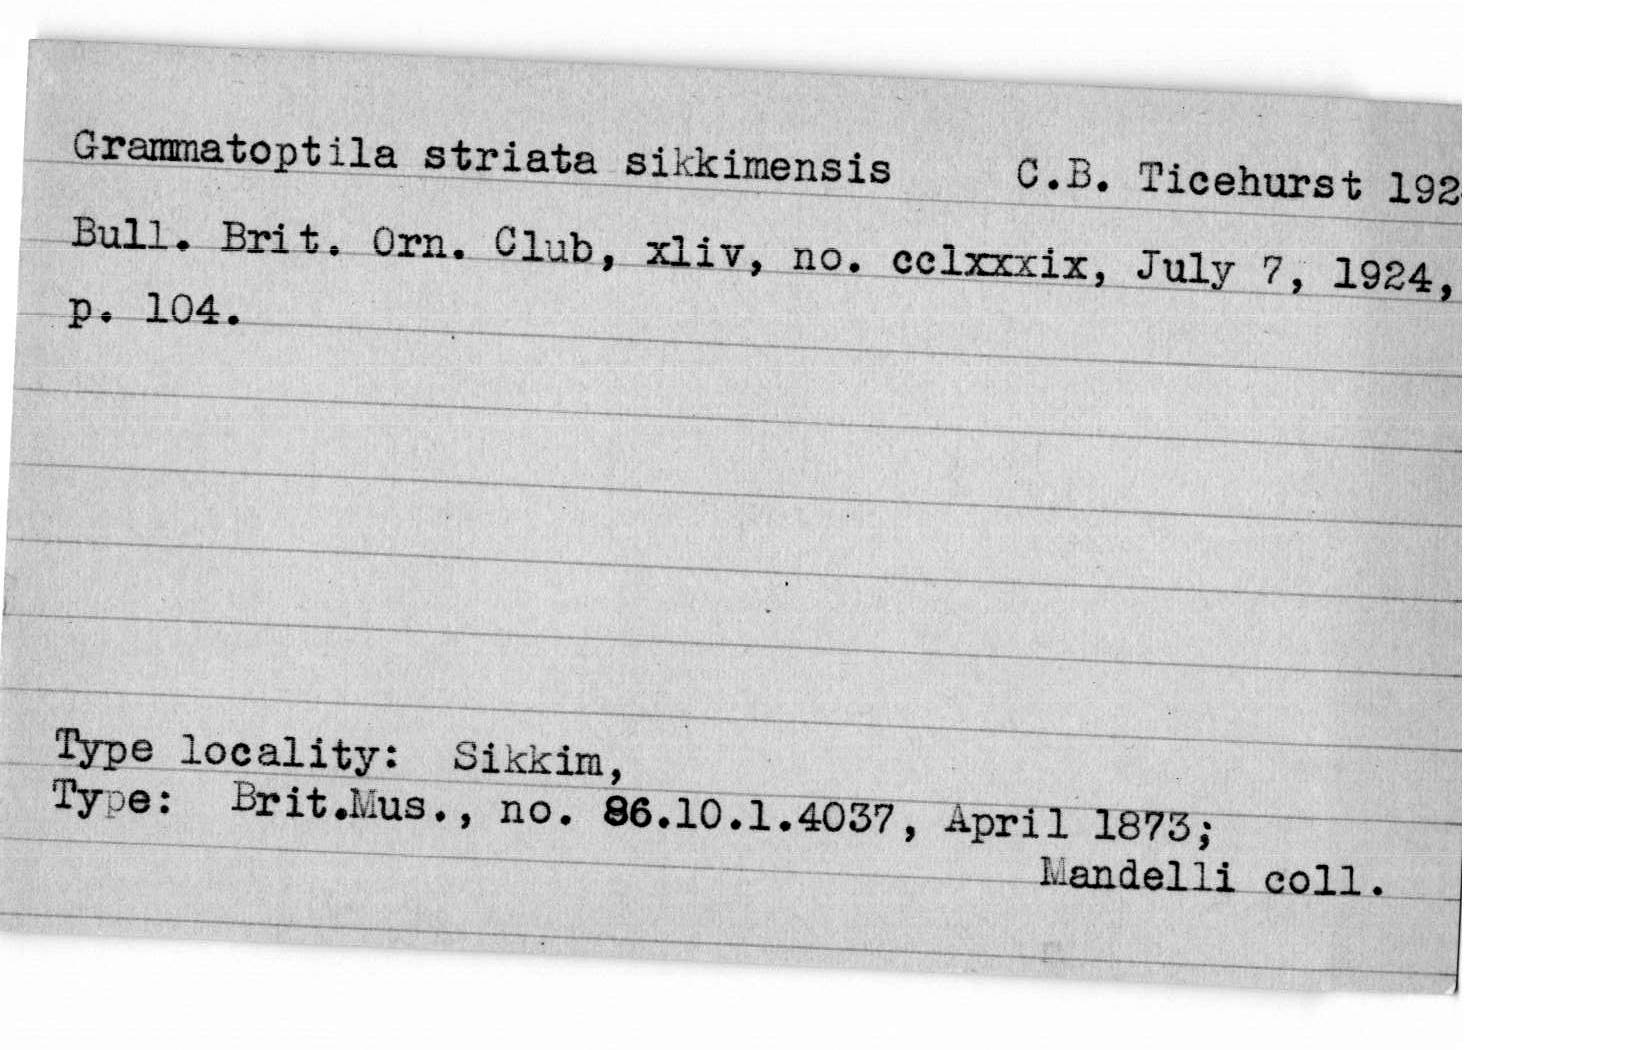 Grammatoptila striata sikkimensis C.B. Ticehurst 192
Bull. Brit. Orn. Club, xliv, no. cclxxxix, July 7, 1924,
p. 104.
Type locality: Sikkim,
Type: Brit.Mus., no. 86.10.1.4037, April 1873;
Mandelli coll.